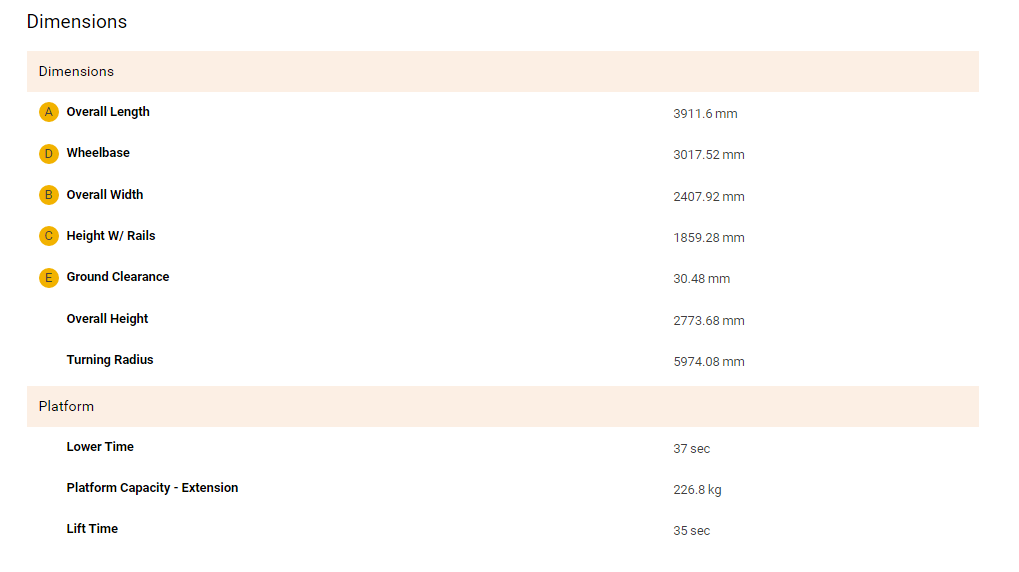 Dimensions
Dimensions
A Overall Length 3911.6 mm
D Wheelbase 3017.52 mm
B Overall Width 2407.92 mm
C Height W/ Rails 1859.28 mm
E Ground Clearance 30.48 mm
Overall Height 2773.68 mm
Turning Radius 5974.08 mm
Platform
Lower Time 37 sec
Platform Capacity - Extension 226.8 kg
Lift Time 35 sec